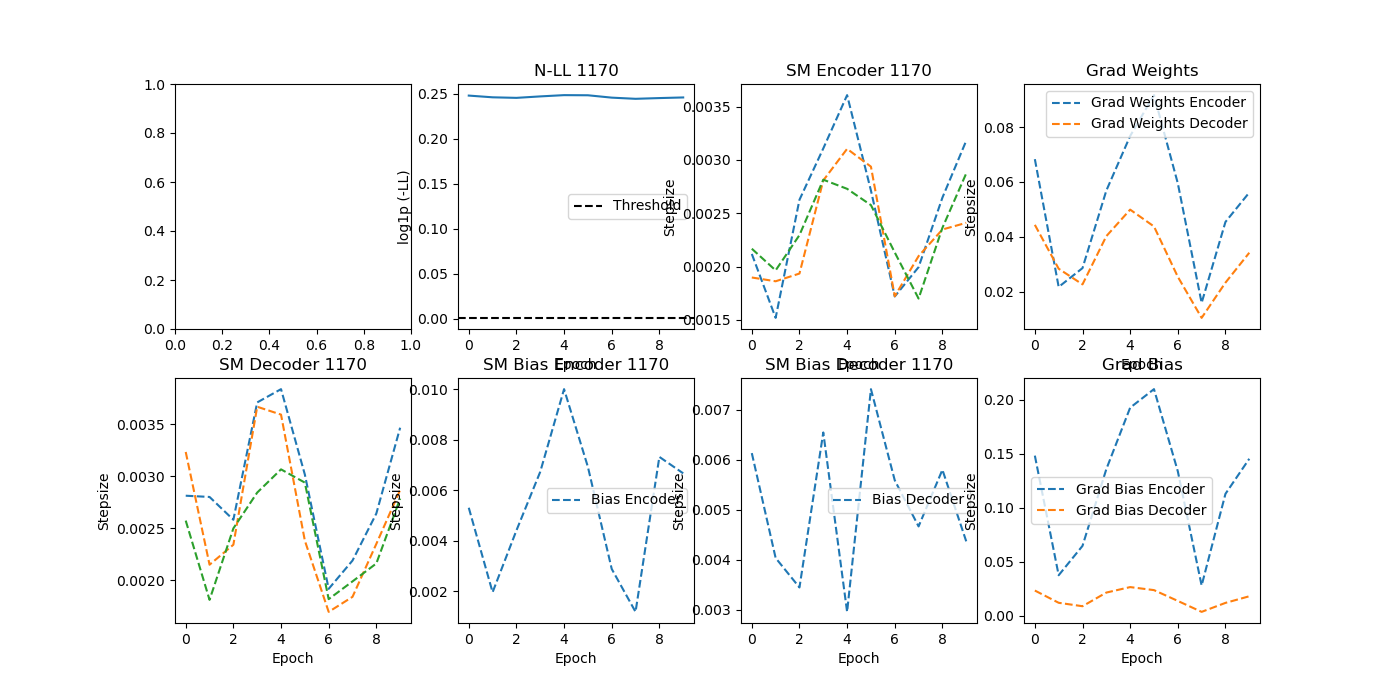 N-LL 1170
SM Encoder 1170
Grad Weights
1.0
0.8
0.6
0.4
0.2
0.0
0.0 0.2 0.4 0.6 0.8 1.0
log1p (-LL)
0.25
0.20
0.15
0.10
0.05
0.00
Threshold
0 2 4 6 8
Epoch
Stepsize
0.0035
0.0030
0.0025
0.0020
0.0015
0 2 4 6 8
Epoch
Stepsize
0.08
0.06
0.04
0.02
Grad Weights Encoder
Grad Weights Decoder
0 2 4 6 8
Epoch
SM Decoder 1170
SM Bias Encoder 1170
SM Bias Decoder 1170
Grad Bias
Stepsize
0.0035
0.0030
0.0025
0.0020
0 2 4 6 8
Epoch
Stepsize
0.010
0.008
0.006
0.004
0.002
Bias Encoder
0 2 4 6 8
Epoch
Stepsize
0.007
0.006
0.005
0.004
0.003
Bias Decoder
0 2 4 6 8
Epoch
Stepsize
0.20
0.15
0.10
0.05
0.00
Grad Bias Encoder
Grad Bias Decoder
0 2 4 6 8
Epoch